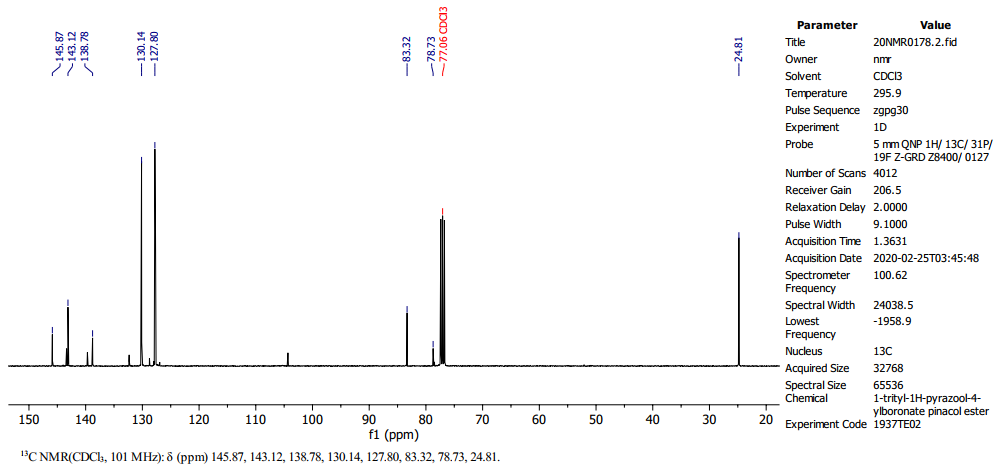 145.87
143.12
138.78
130.14
127.80
83.32
78.73
77.06 CDCl3
24.81
150 140 130 120 110 100 90 80 70 60 50 40 30 20
f1 (ppm)
Parameter Value
Title 20NMR0178.2.fid
Owner nmr
Solvent CDCl3
Temperature 295.9
Pulse Sequence zgpg30
Experiment 1D
Probe 5 mm QNP 1H/ 13C/ 31P/
19F Z-GRD Z8400/ 0127
Number of Scans 4012
Receiver Gain 206.5
Relaxation Delay 2.0000
Pulse Width 9.1000
Acquisition Time 1.3631
Acquisition Date 2020-02-25T03:45:48
Spectrometer 100.62
Frequency
Spectral Width 24038.5
Lowest -1958.9
Frequency
Nucleus 13C
Acquired Size 32768
Spectral Size 65536
Chemical 1-trityl-1H-pyrazool-4-
ylboronate pinacol ester
Experiment Code 1937TE02
¹³C NMR(CDCl₃, 101 MHz): δ (ppm) 145.87, 143.12, 138.78, 130.14, 127.80, 83.32, 78.73, 24.81.